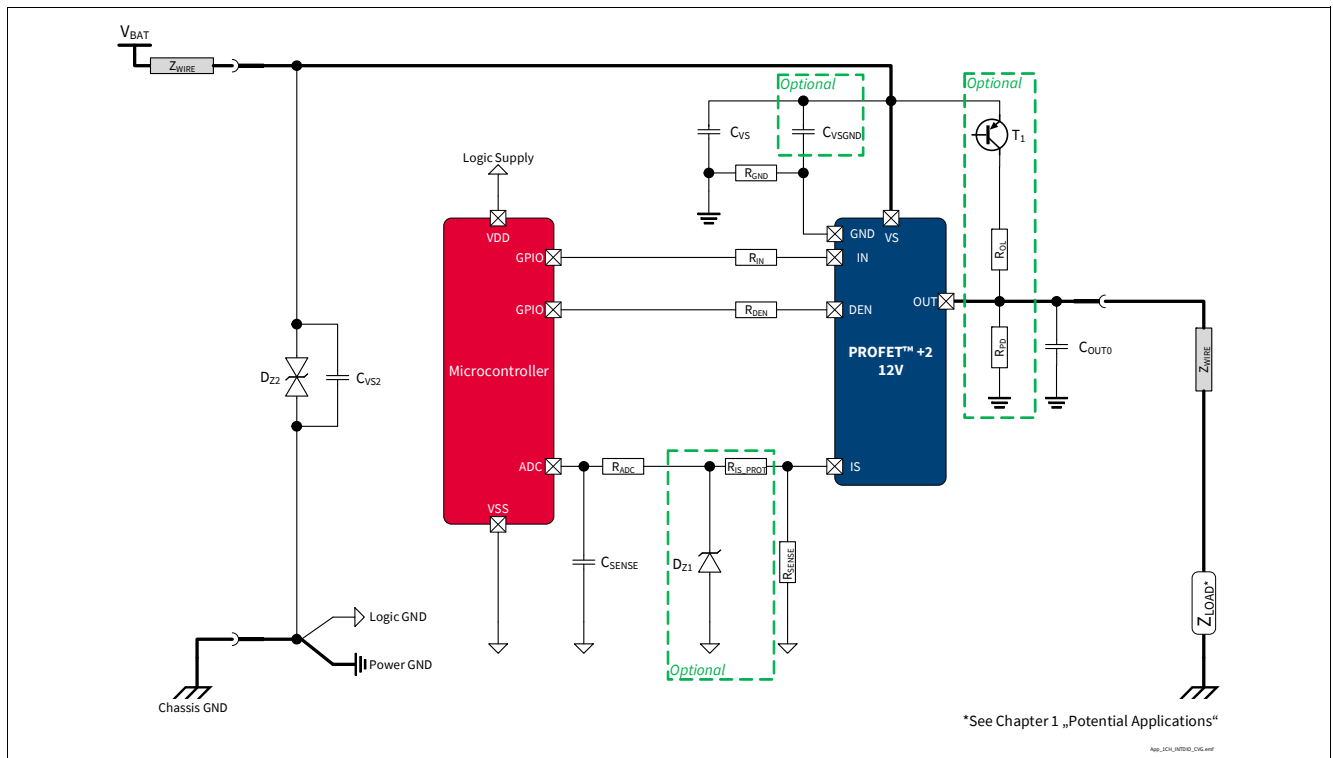 VBAT
ZWIRE
Optional
Optional
CVS
CVSGND
T1
Logic Supply
RGND
VDD
GND
VS
GPIO
RIN
IN
ROL
GPIO
RDEN
DEN
OUT
PROFET™ +2
12V
RPD
COUT0
ZWIRE
DZ2
CVS2
Microcontroller
ADC
RADC
RIS_PROT
IS
VSS
CSENSE
DZ1
RSENSE
ZLOAD*
Logic GND
Power GND
Optional
Chassis GND
*See Chapter 1 „Potential Applications“
App_1CH_INTDIO_CVG.emf